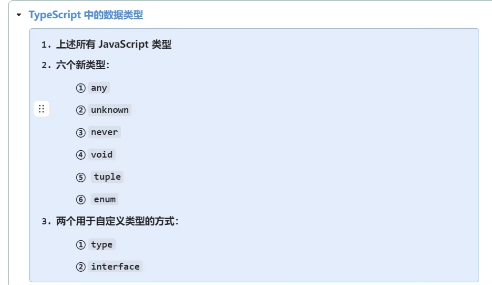 TypeScript 中的数据类型
1. 上述所有 JavaScript 类型
2. 六个新类型：
① any
② unknown
③ never
④ void
⑤ tuple
⑥ enum
3. 两个用于自定义类型的方式：
① type
② interface